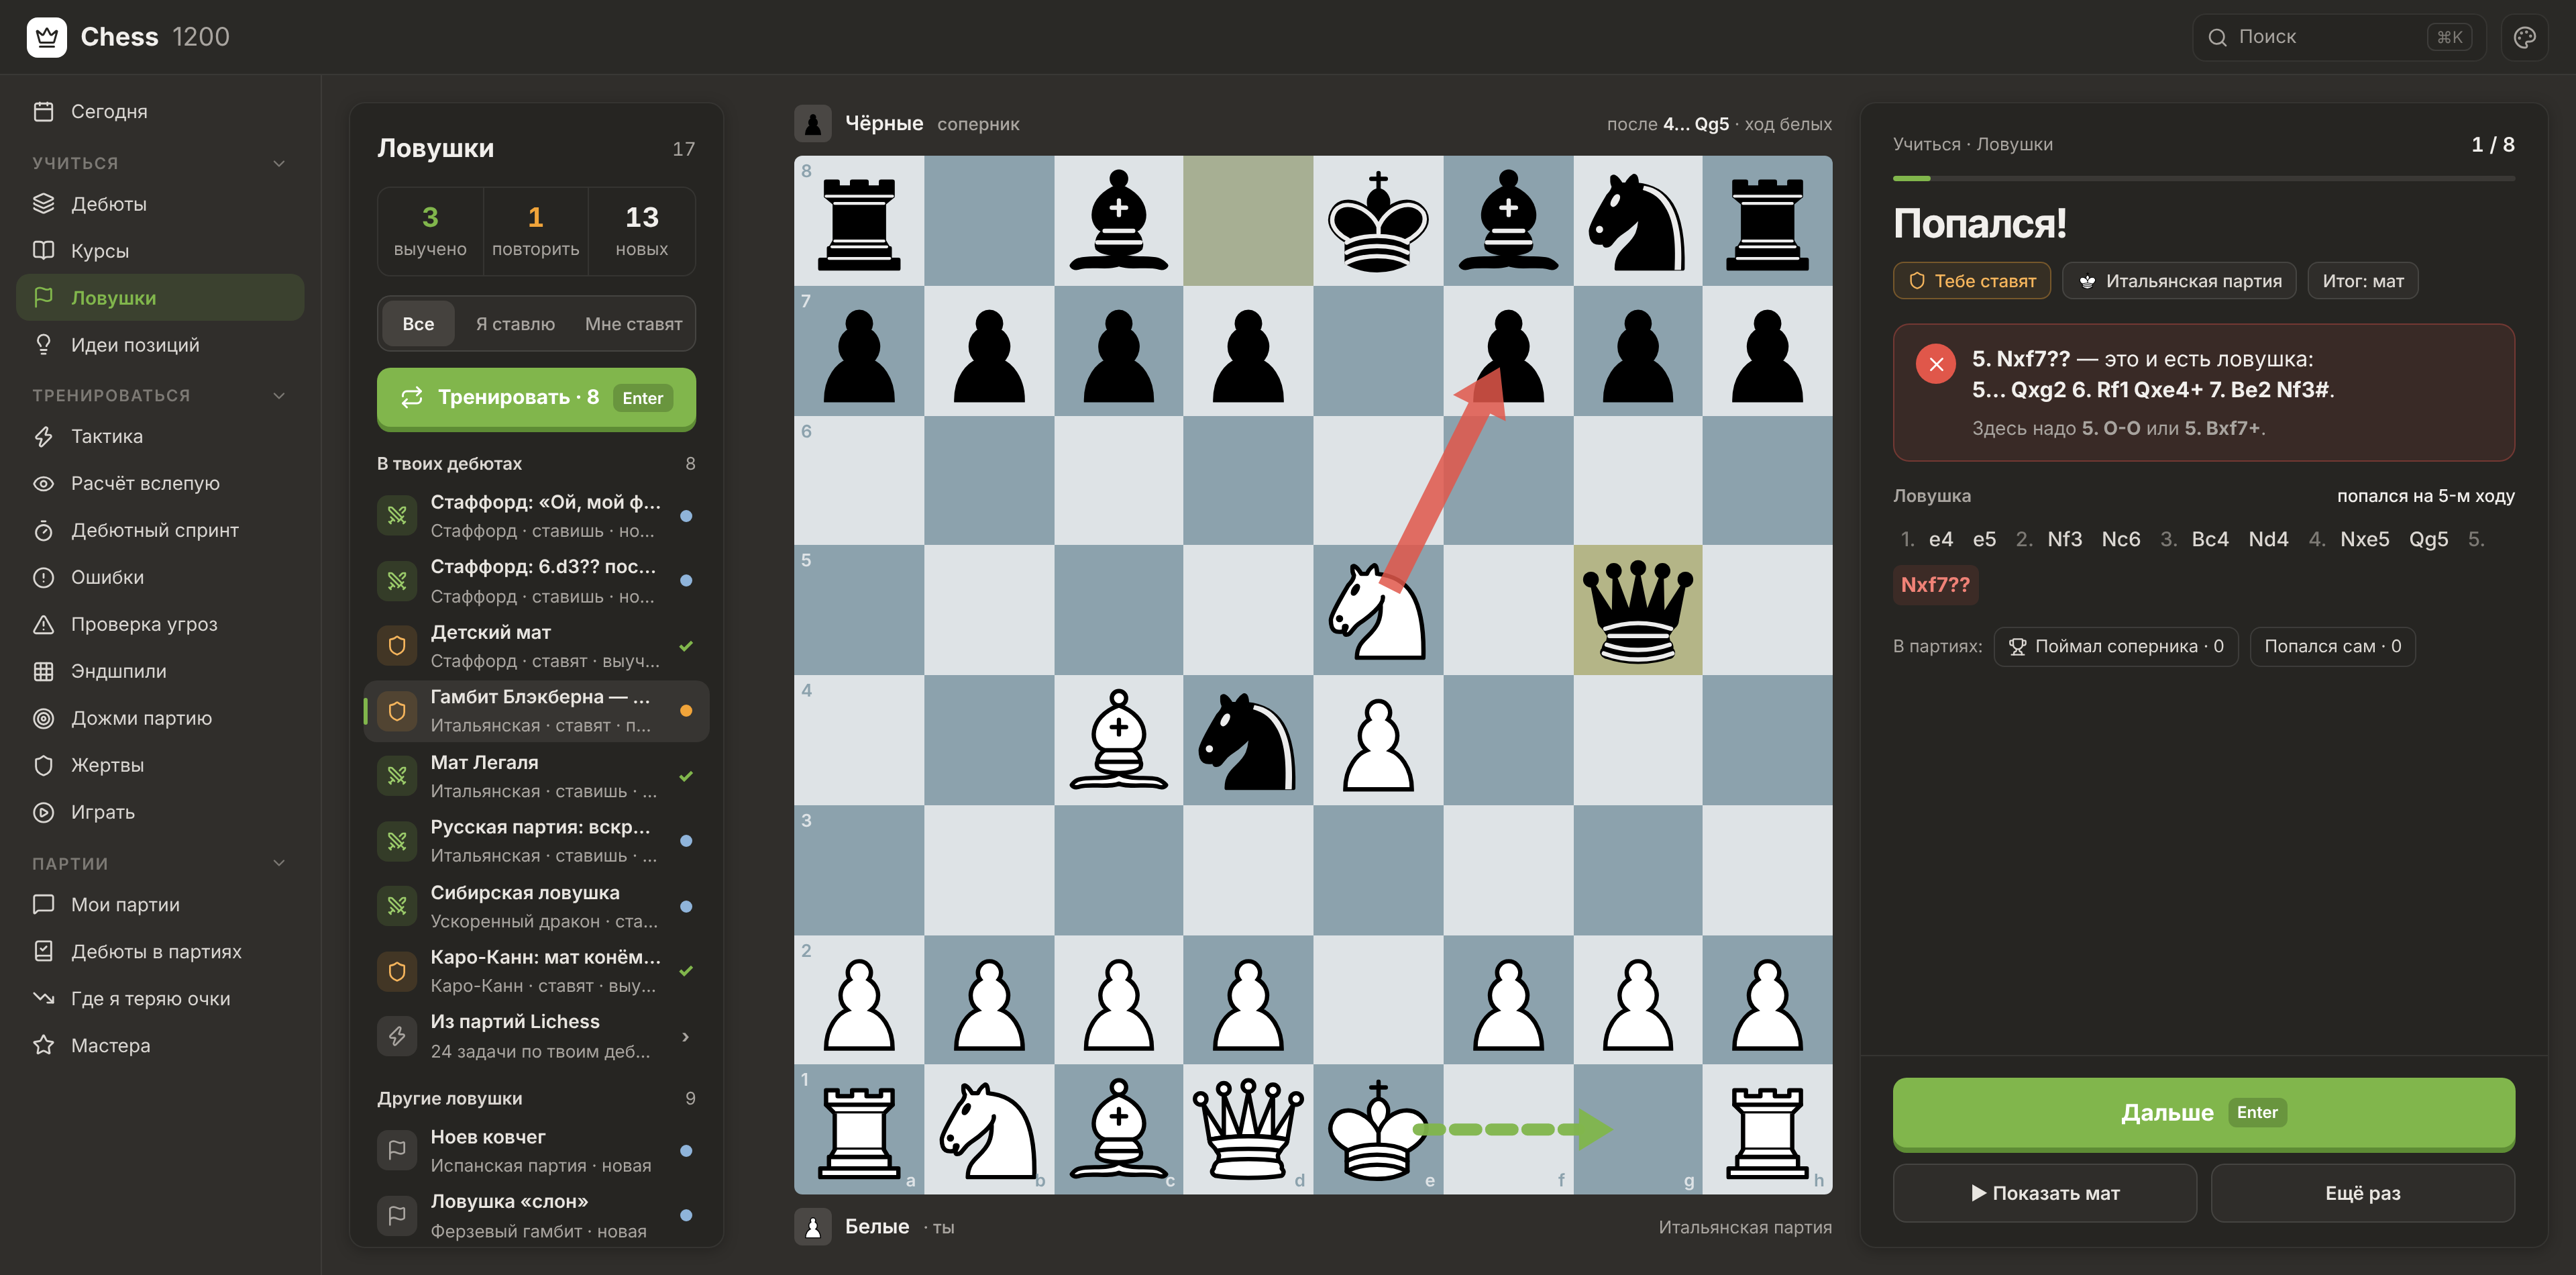 Chess 1200
Поиск ⌘K
Сегодня
УЧИТЬСЯ
Дебюты
Курсы
Ловушки
Идеи позиций
ТРЕНИРОВАТЬСЯ
Тактика
Расчёт вслепую
Дебютный спринт
Ошибки
Проверка угроз
Эндшпили
Дожми партию
Жертвы
Играть
ПАРТИИ
Мои партии
Дебюты в партиях
Где я теряю очки
Мастера
Ловушки 17
3 1 13
выучено повторить новых
Все Я ставлю Мне ставят
Тренировать · 8 Enter
В твоих дебютах 8
Стаффорд: «Ой, мой ф...
Стаффорд · ставишь · но...
Стаффорд: 6.d3?? пос...
Стаффорд · ставишь · но...
Детский мат
Стаффорд · ставят · выуч...
Гамбит Блэкберна — ...
Итальянская · ставят · п...
Мат Легаля
Итальянская · ставишь · ...
Русская партия: вскр...
Итальянская · ставишь · ...
Сибирская ловушка
Ускоренный дракон · ста...
Каро-Канн: мат конём...
Каро-Канн · ставят · выу...
Из партий Lichess
24 задачи по твоим деб...
Другие ловушки 9
Ноев ковчег
Испанская партия · новая
Ловушка «слон»
Ферзевый гамбит · новая
Чёрные соперник
после 4... Qg5 · ход белых
8
7
6
5
4
3
2
1
a b c d e f g h
Белые · ты
Итальянская партия
Учиться · Ловушки 1 / 8
Попался!
Тебе ставят Итальянская партия Итог: мат
5. Nxf7?? — это и есть ловушка:
5... Qxg2 6. Rf1 Qxe4+ 7. Be2 Nf3#.
Здесь надо 5. O-O или 5. Bxf7+.
Ловушка попался на 5-м ходу
1. e4 e5 2. Nf3 Nc6 3. Bc4 Nd4 4. Nxe5 Qg5 5.
Nxf7??
В партиях: Поймал соперника · 0 Попался сам · 0
Дальше Enter
Показать мат Ещё раз